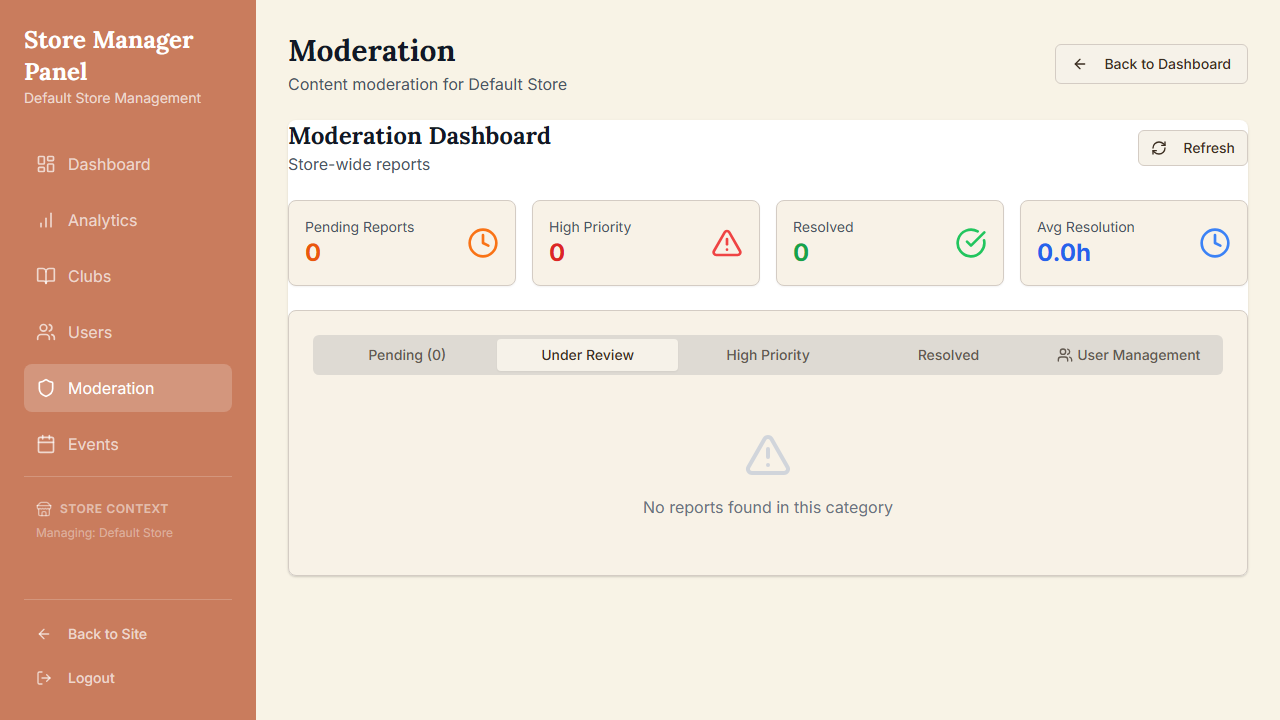 Store Manager
Panel
Default Store Management
Dashboard
Analytics
Clubs
Users
Moderation
Events
STORE CONTEXT
Managing: Default Store
Back to Site
Logout
Moderation
Content moderation for Default Store
Back to Dashboard
Moderation Dashboard
Store-wide reports
Refresh
Pending Reports
0
High Priority
0
Resolved
0
Avg Resolution
0.0h
Pending (0)
Under Review
High Priority
Resolved
User Management
No reports found in this category